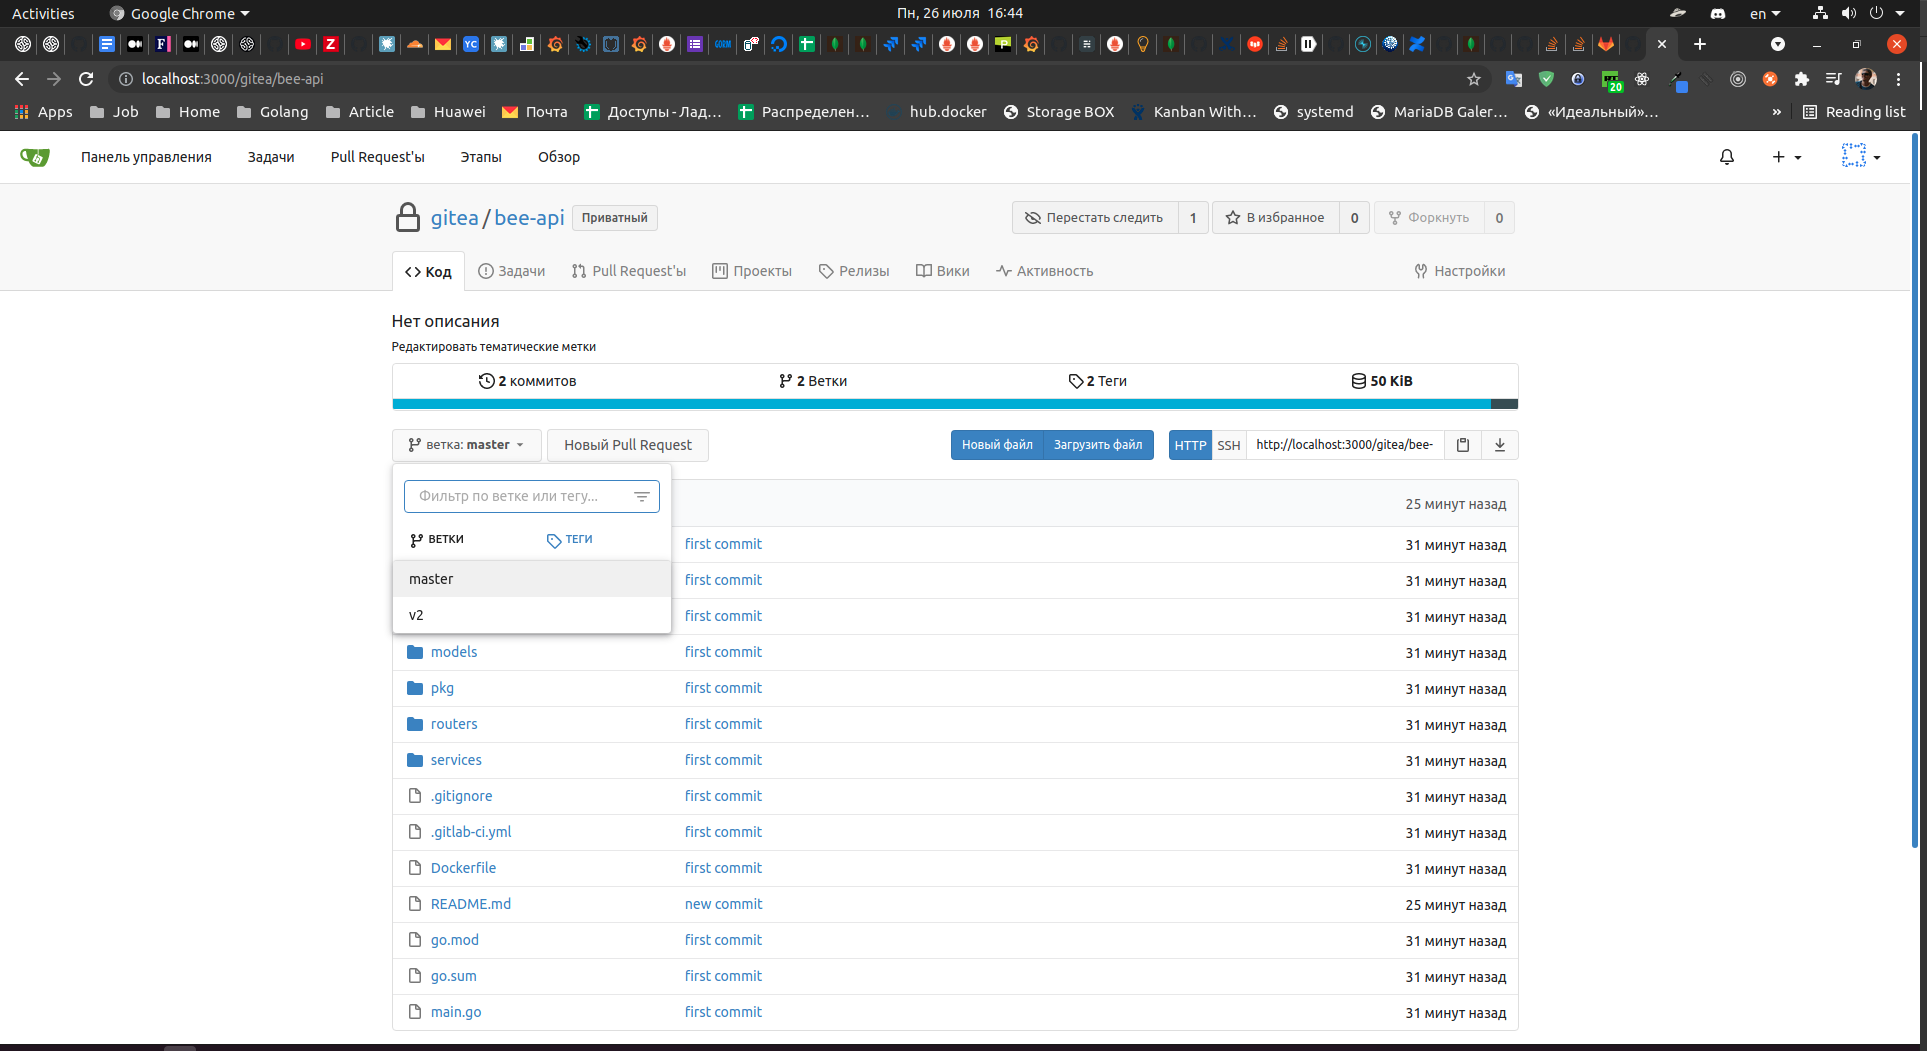 Activities
Google Chrome
Пн, 26 июля 16:44
en
localhost:3000/gitea/bee-api
20
Apps
Job
Home
Golang
Article
Huawei
Почта
Доступы - Лад...
Распределен...
hub.docker
Storage BOX
Kanban With...
systemd
MariaDB Galer...
«Идеальный»...
»
Reading list
Панель управления
Задачи
Pull Request'ы
Этапы
Обзор
gitea / bee-api
Приватный
Перестать следить
1
В избранное
0
Форкнуть
0
Код
Задачи
Pull Request'ы
Проекты
Релизы
Вики
Активность
Настройки
Нет описания
Редактировать тематические метки
2 коммитов
2 Ветки
2 Теги
50 KiB
ветка: master
Новый Pull Request
Новый файл
Загрузить файл
HTTP
SSH
http://localhost:3000/gitea/bee-
Фильтр по ветке или тегу...
ВЕТКИ
ТЕГИ
master
v2
25 минут назад
first commit
31 минут назад
first commit
31 минут назад
first commit
31 минут назад
models
first commit
31 минут назад
pkg
first commit
31 минут назад
routers
first commit
31 минут назад
services
first commit
31 минут назад
.gitignore
first commit
31 минут назад
.gitlab-ci.yml
first commit
31 минут назад
Dockerfile
first commit
31 минут назад
README.md
new commit
25 минут назад
go.mod
first commit
31 минут назад
go.sum
first commit
31 минут назад
main.go
first commit
31 минут назад